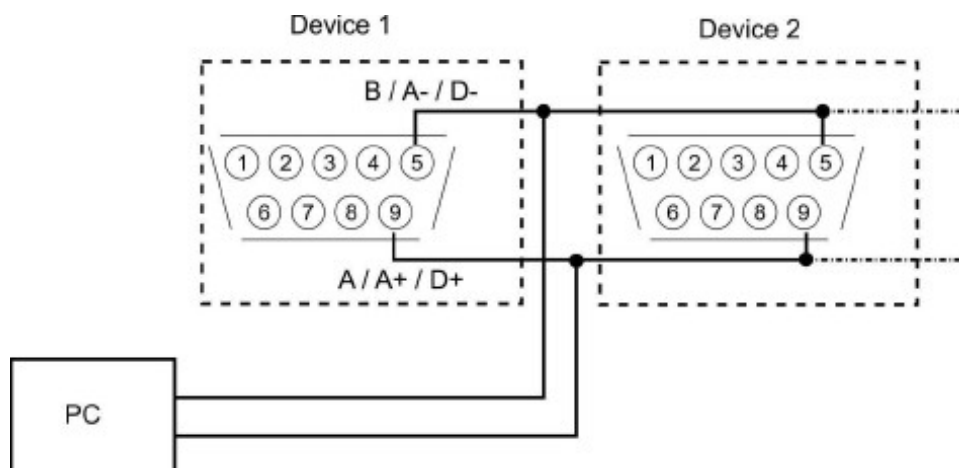 Device 1
Device 2
B / A- / D-
1 2 3 4 5
6 7 8 9
1 2 3 4 5
6 7 8 9
A / A+ / D+
PC